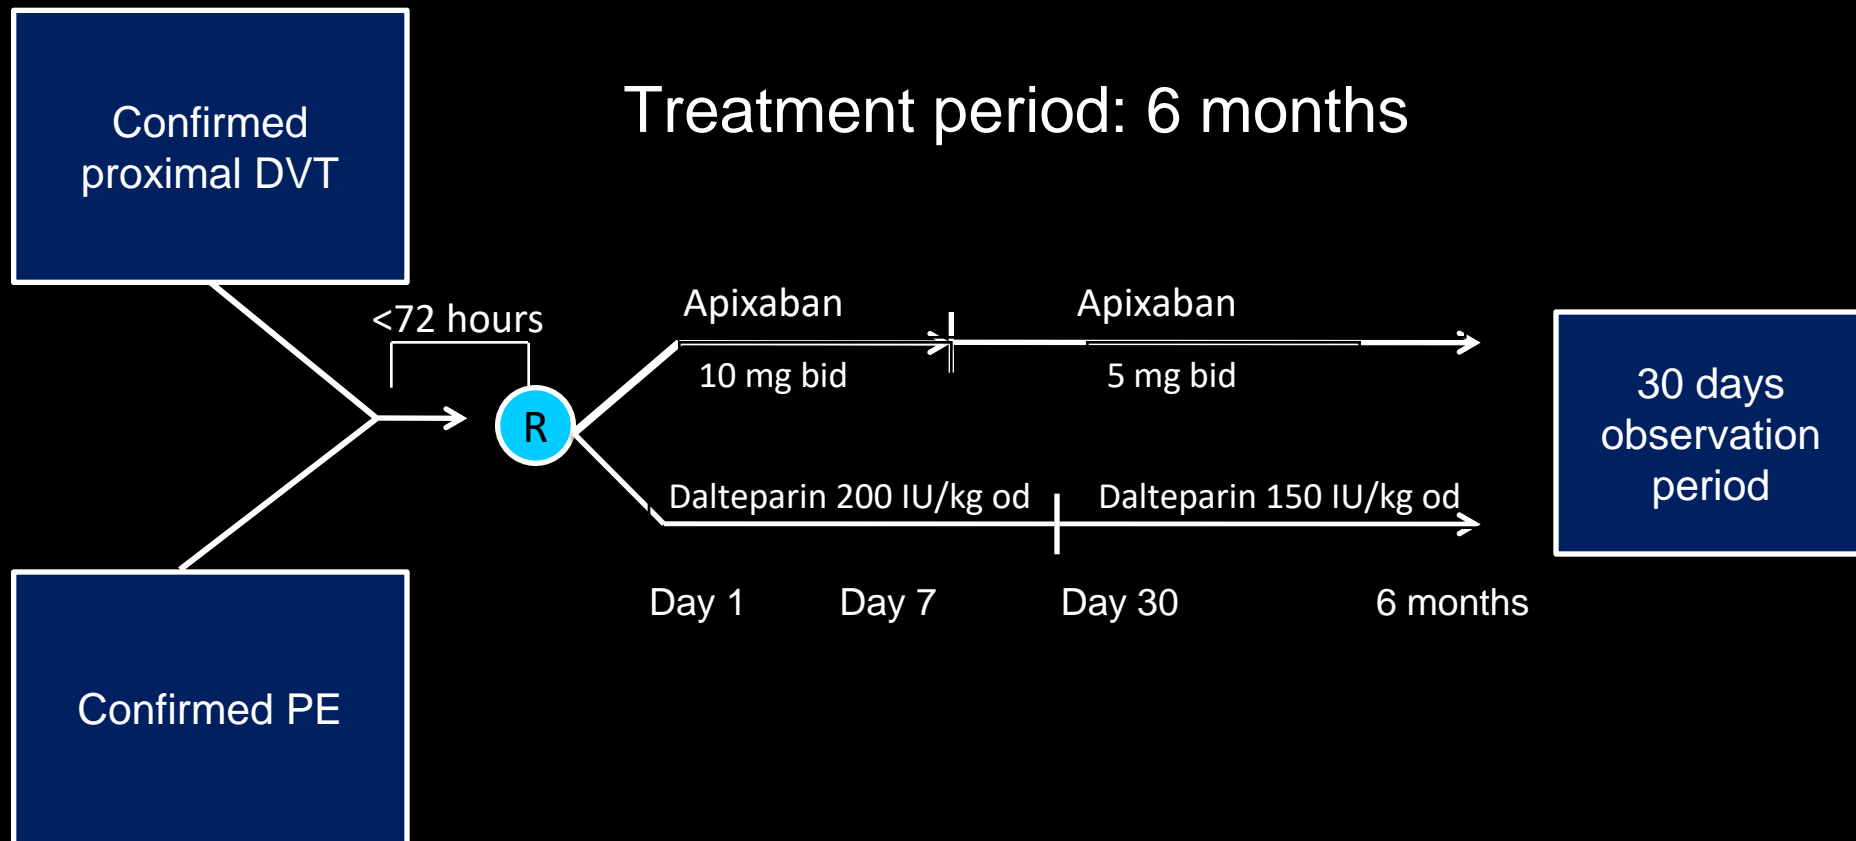 Confirmed
proximal DVT
Treatment period: 6 months
<72 hours
Apixaban
Apixaban
10 mg bid
5 mg bid
R
30 days
observation
period
Dalteparin 200 IU/kg od
Dalteparin 150 IU/kg od
Day 1
Day 7
Day 30
6 months
Confirmed PE